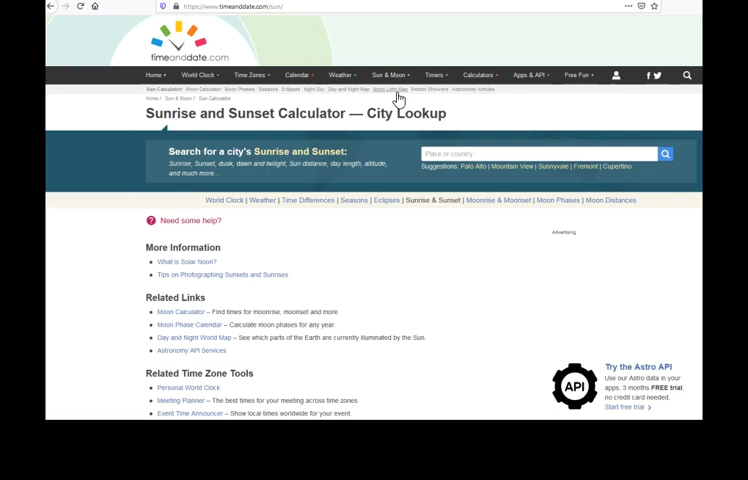 https://www.timeanddate.com/sun/
timeanddate.com
Home World Clock Time Zones Calendar Weather Sun & Moon Timers Calculators Apps & API Free Fun
Sun Calculator Moon Calculator Moon Phases Seasons Eclipses Night Sky Day and Night Map Moon Light Map Meteor Showers Astronomy Articles
Home / Sun & Moon / Sun Calculator
Sunrise and Sunset Calculator — City Lookup
Search for a city's Sunrise and Sunset:
Sunrise, Sunset, dusk, dawn and twilight, Sun distance, day length, altitude,
and much more...
Place or country
Suggestions: Palo Alto | Mountain View | Sunnyvale | Fremont | Cupertino
World Clock | Weather | Time Differences | Seasons | Eclipses | Sunrise & Sunset | Moonrise & Moonset | Moon Phases | Moon Distances
? Need some help?
Advertising
More Information
What is Solar Noon?
Tips on Photographing Sunsets and Sunrises
Related Links
Moon Calculator – Find times for moonrise, moonset and more.
Moon Phase Calendar – Calculate moon phases for any year.
Day and Night World Map – See which parts of the Earth are currently illuminated by the Sun.
Astronomy API Services
Related Time Zone Tools
Personal World Clock
Meeting Planner – The best times for your meeting across time zones
Event Time Announcer – Show local times worldwide for your event.
API
Try the Astro API
Use our Astro data in your
apps. 3 months FREE trial,
no credit card needed.
Start free trial